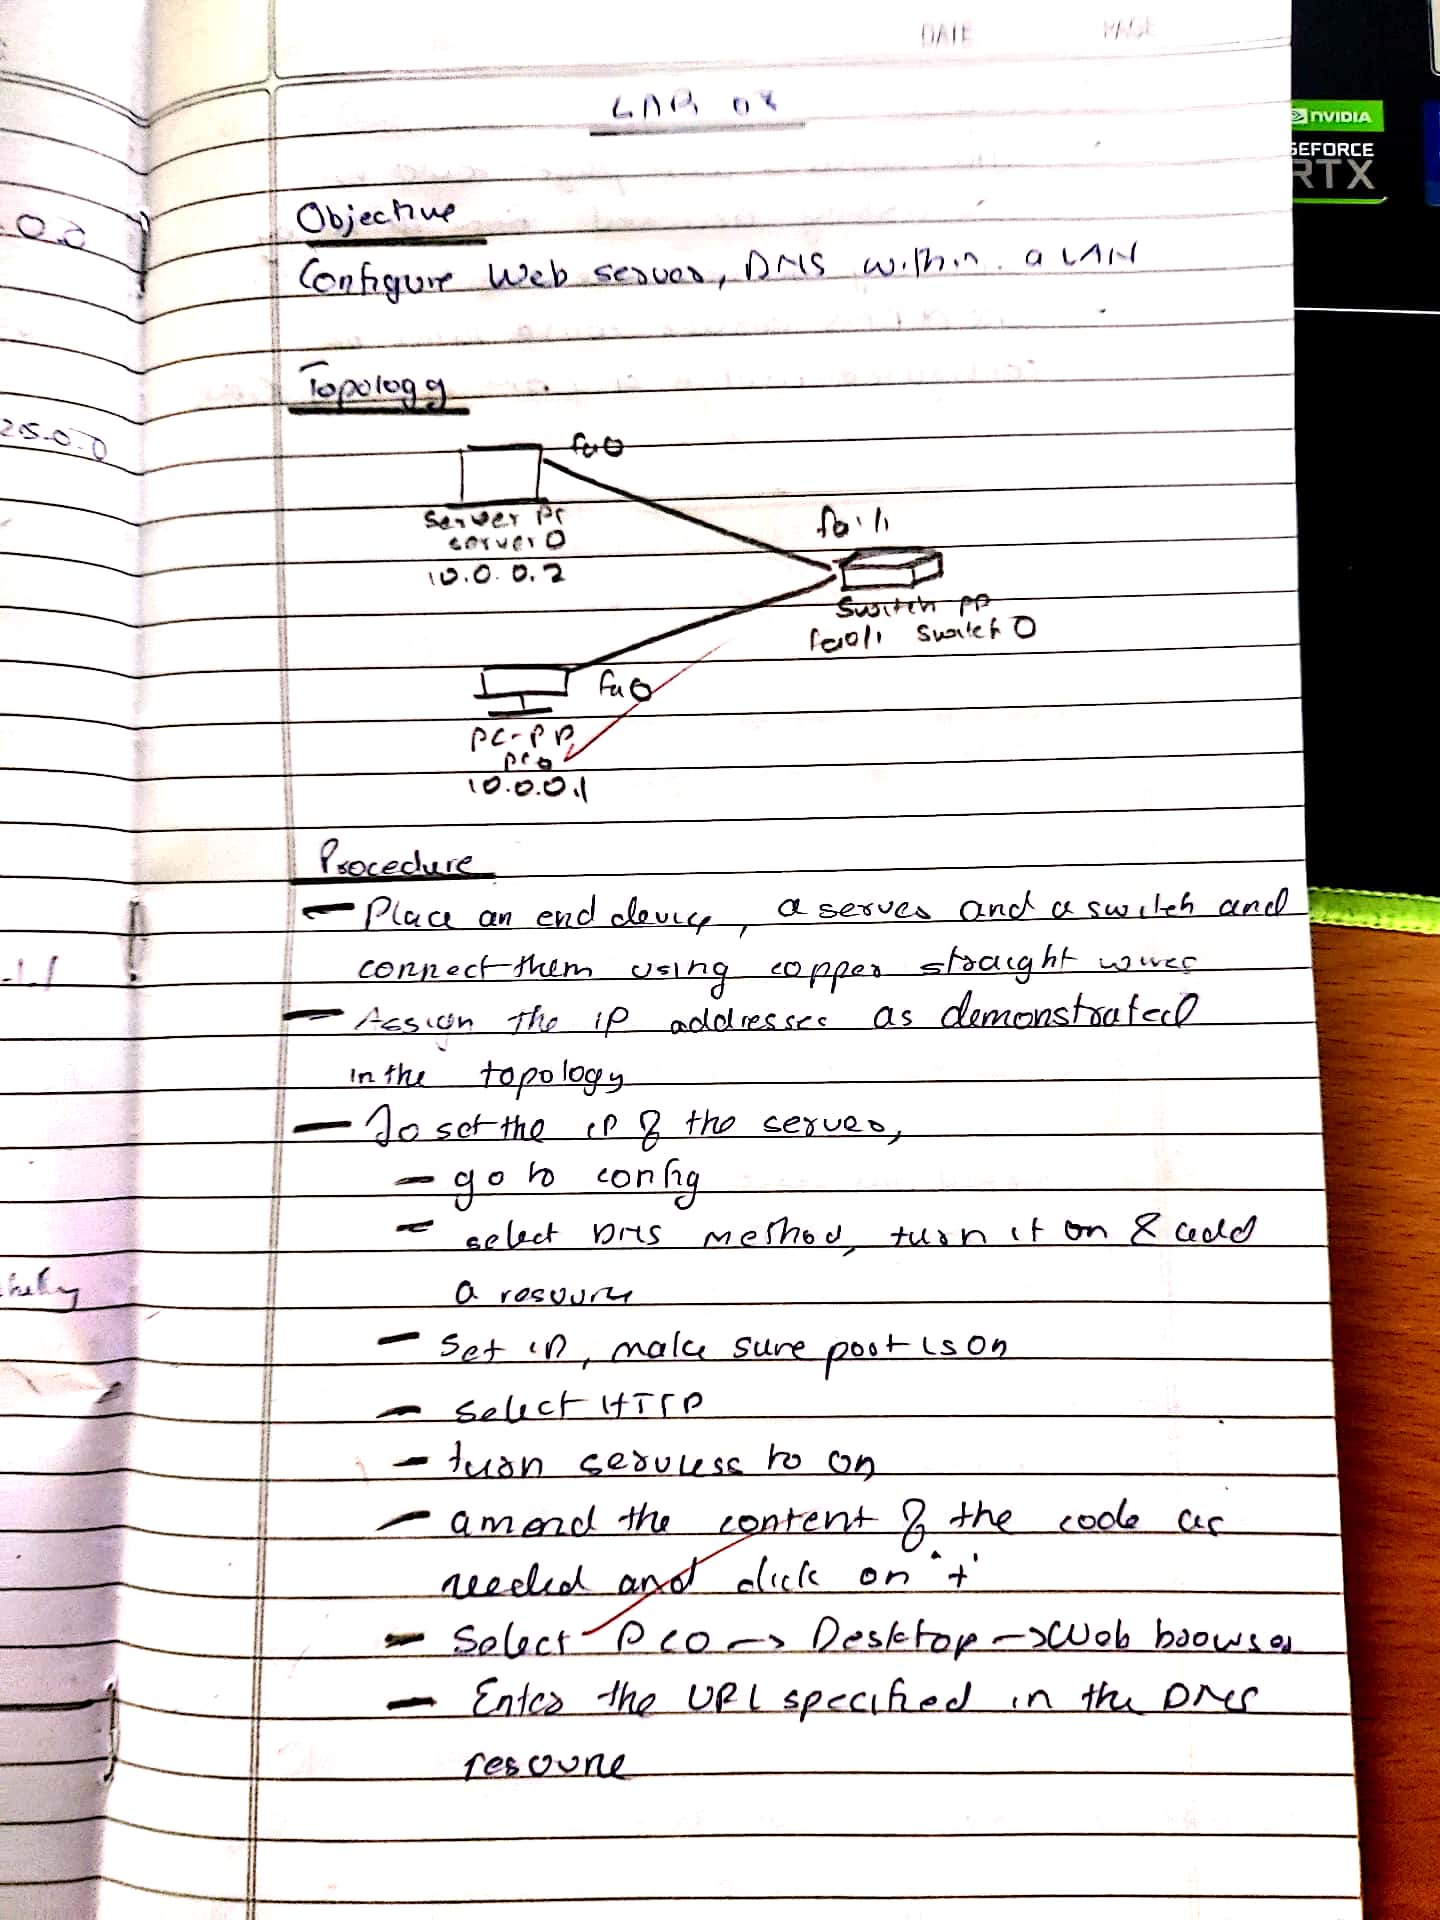 DATE PAGE
LAB 08
NVIDIA
GEFORCE
RTX
Objective
Configure Web server, DNS within a LAN
Topology
fa0
Server PT
server 0
10.0.0.2
fa1/1
Switch PT
fa0/1 Switch 0
fa0
PC-PT
PC0
10.0.0.1
Procedure
- Place an end device, a server and a switch and
connect them using copper straight wires
- Assign the IP addresses as demonstrated
in the topology
- To set the IP of the server,
- go to config
- select DNS method, turn it on & add
a resource
- Set IP, make sure port is on
- select HTTP
- turn services to on
- amend the content of the code as
needed and click on '+'
- Select PC0 -> Desktop -> Web browser
- Enter the URL specified in the DNS
resource
0.0
25.0.0
-1.1